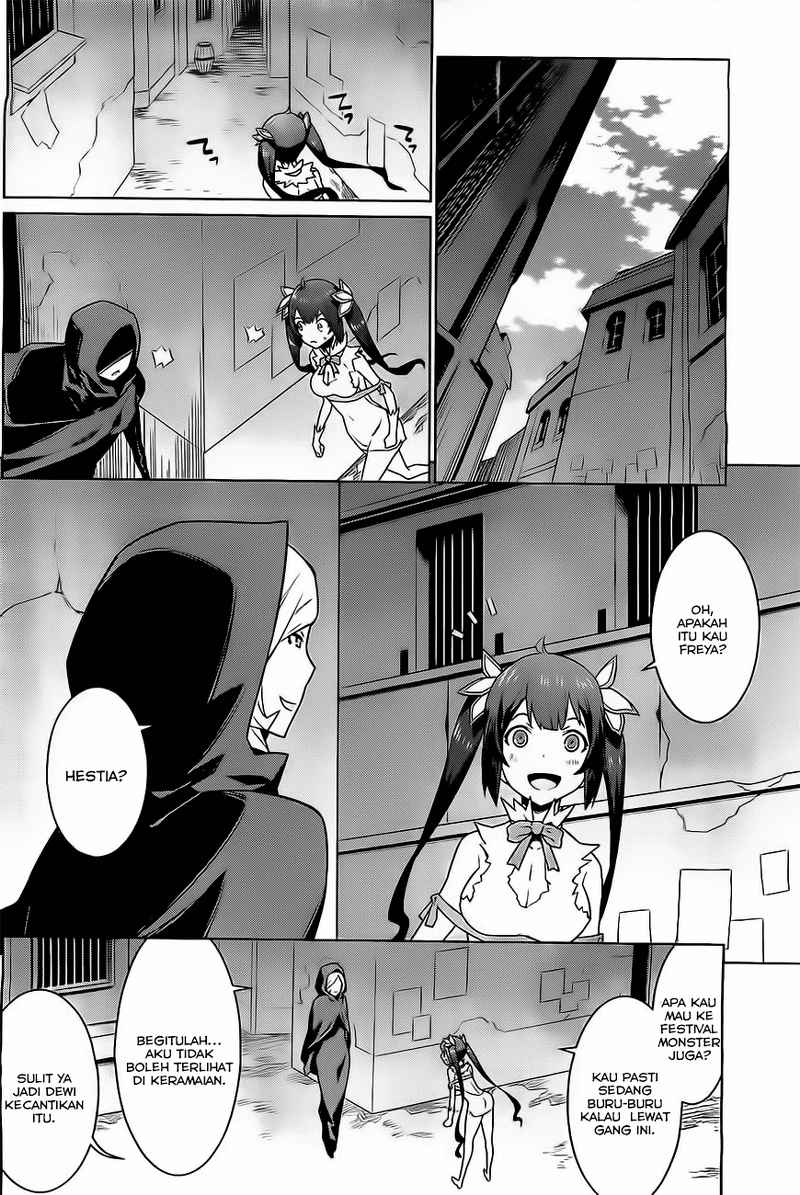 OH,
APAKAH
ITU KAU
FREYA?
HESTIA?
APA KAU
MAU KE
FESTIVAL
MONSTER
JUGA?
KAU PASTI
SEDANG
BURU-BURU
KALAU LEWAT
GANG INI.
BEGITULAH...
AKU TIDAK
BOLEH TERLIHAT
DI KERAMAIAN.
SULIT YA
JADI DEWI
KECANTIKAN
ITU.